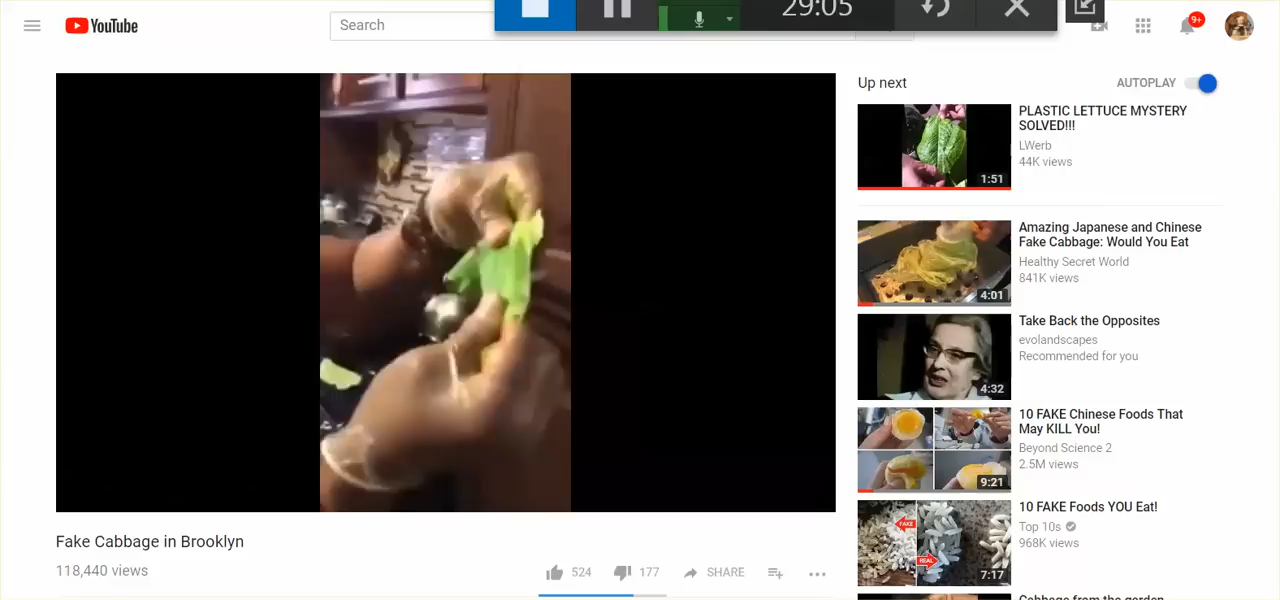 29:05
YouTube
Search
9+
Up next
AUTOPLAY
PLASTIC LETTUCE MYSTERY
SOLVED!!!
LWerb
44K views
1:51
Amazing Japanese and Chinese
Fake Cabbage: Would You Eat
Healthy Secret World
841K views
4:01
Take Back the Opposites
evolandscapes
Recommended for you
4:32
10 FAKE Chinese Foods That
May KILL You!
Beyond Science 2
2.5M views
9:21
10 FAKE Foods YOU Eat!
Top 10s
968K views
FAKE
REAL
7:17
Cabbage from the garden
Fake Cabbage in Brooklyn
118,440 views
524
177
SHARE